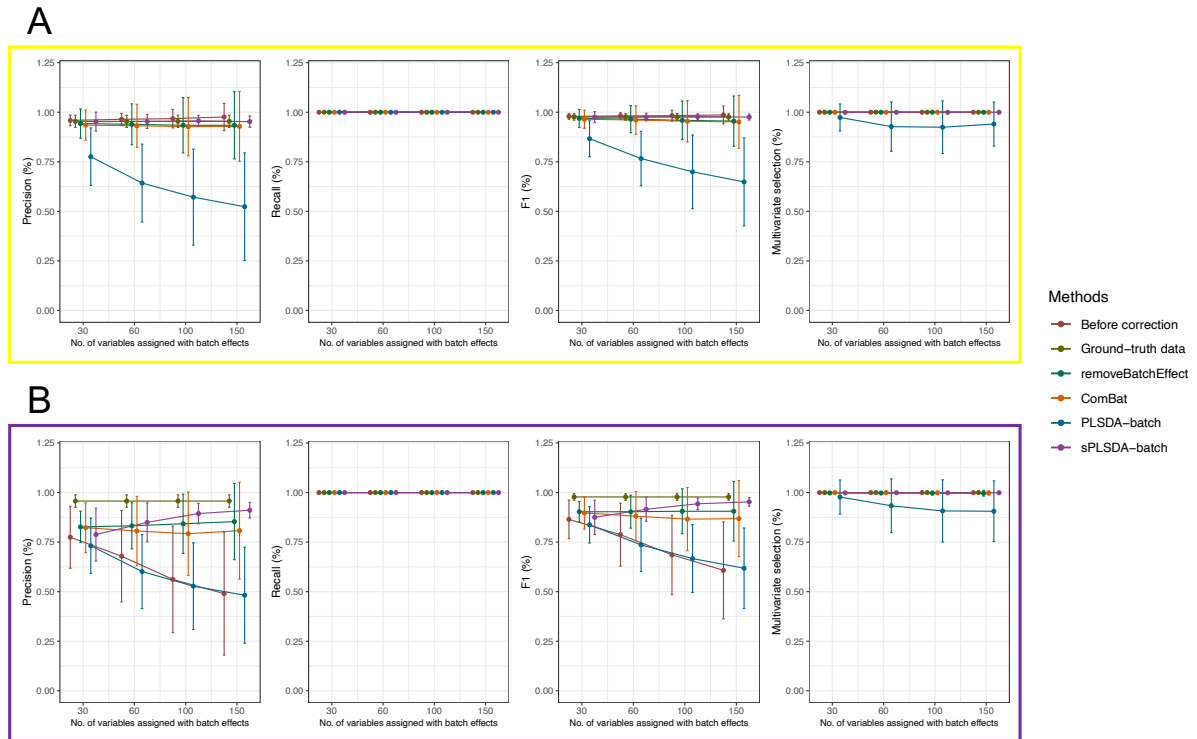 A
Precision (%)
1.25
1.00
0.75
0.50
0.25
0.00
30 60 100 150
No. of variables assigned with batch effects
Recall (%)
1.25
1.00
0.75
0.50
0.25
0.00
30 60 100 150
No. of variables assigned with batch effects
F1 (%)
1.25
1.00
0.75
0.50
0.25
0.00
30 60 100 150
No. of variables assigned with batch effects
Multivariate selection (%)
1.25
1.00
0.75
0.50
0.25
0.00
30 60 100 150
No. of variables assigned with batch effectss
B
Precision (%)
1.25
1.00
0.75
0.50
0.25
0.00
30 60 100 150
No. of variables assigned with batch effects
Recall (%)
1.25
1.00
0.75
0.50
0.25
0.00
30 60 100 150
No. of variables assigned with batch effects
F1 (%)
1.25
1.00
0.75
0.50
0.25
0.00
30 60 100 150
No. of variables assigned with batch effects
Multivariate selection (%)
1.25
1.00
0.75
0.50
0.25
0.00
30 60 100 150
No. of variables assigned with batch effects
Methods
Before correction
Ground−truth data
removeBatchEffect
ComBat
PLSDA−batch
sPLSDA−batch